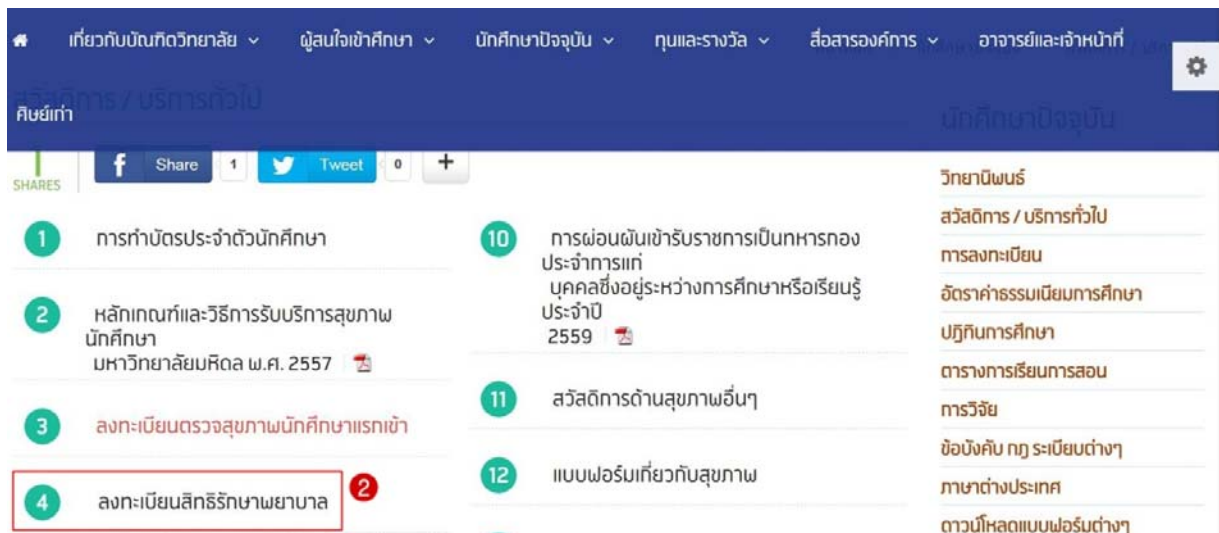 เกี่ยวกับบัณฑิตวิทยาลัย
ผู้สนใจเข้าศึกษา
นักศึกษาปัจจุบัน
ทุนและรางวัล
สื่อสารองค์การ
อาจารย์และเจ้าหน้าที่
ศิษย์เก่า
สวัสดิการ / บริการทั่วไป
นักศึกษาปัจจุบัน
1
SHARES
Share
1
Tweet
0
+
1
การทำบัตรประจำตัวนักศึกษา
2
หลักเกณฑ์และวิธีการรับบริการสุขภาพ
นักศึกษา
มหาวิทยาลัยมหิดล พ.ศ. 2557
3
ลงทะเบียนตรวจสุขภาพนักศึกษาแรกเข้า
4
ลงทะเบียนสิทธิรักษาพยาบาล
2
10
การผ่อนผันเข้ารับราชการเป็นทหารกอง
ประจำการแก่
บุคคลซึ่งอยู่ระหว่างการศึกษาหรือเรียนรู้
ประจำปี
2559
11
สวัสดิการด้านสุขภาพอื่นๆ
12
แบบฟอร์มเกี่ยวกับสุขภาพ
วิทยานิพนธ์
สวัสดิการ / บริการทั่วไป
การลงทะเบียน
อัตราค่าธรรมเนียมการศึกษา
ปฏิทินการศึกษา
ตารางการเรียนการสอน
การวิจัย
ข้อบังคับ กฎ ระเบียบต่างๆ
ภาษาต่างประเทศ
ดาวน์โหลดแบบฟอร์มต่างๆ